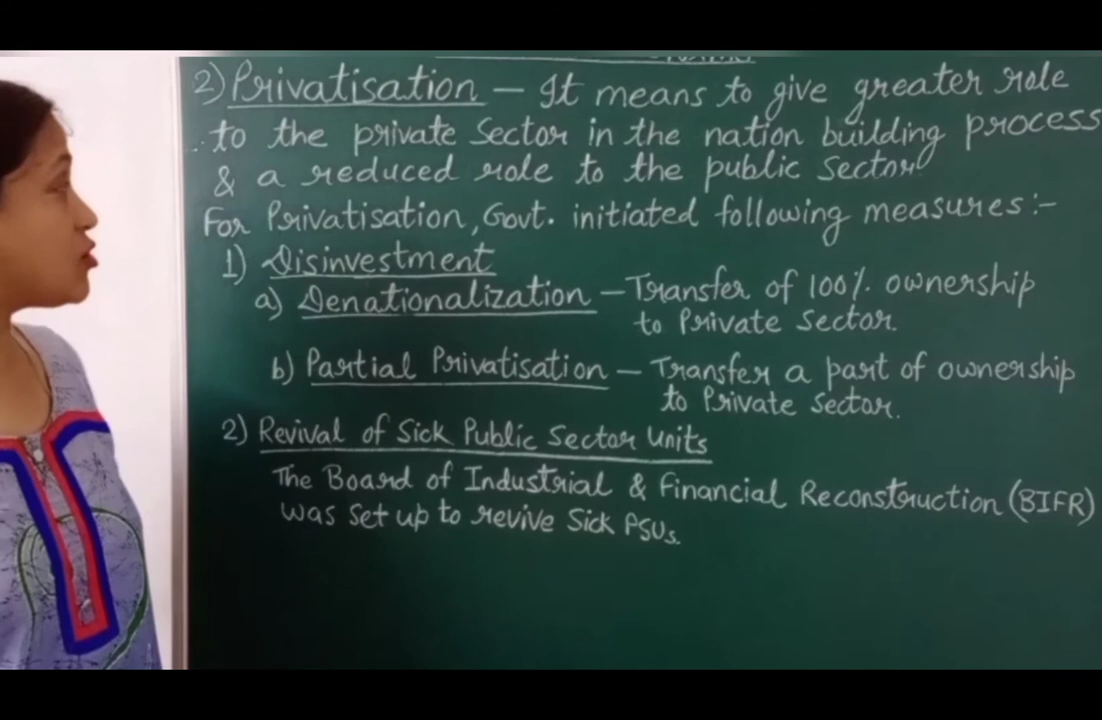 2) Privatisation – It means to give greater role
to the private sector in the nation building process
& a reduced role to the public sector
For Privatisation, Govt. initiated following measures :-
1) Disinvestment
a) Denationalization – Transfer of 100% ownership
to Private Sector.
b) Partial Privatisation – Transfer a part of ownership
to Private Sector.
2) Revival of Sick Public Sector Units
The Board of Industrial & Financial Reconstruction (BIFR)
was set up to revive Sick PSUs.